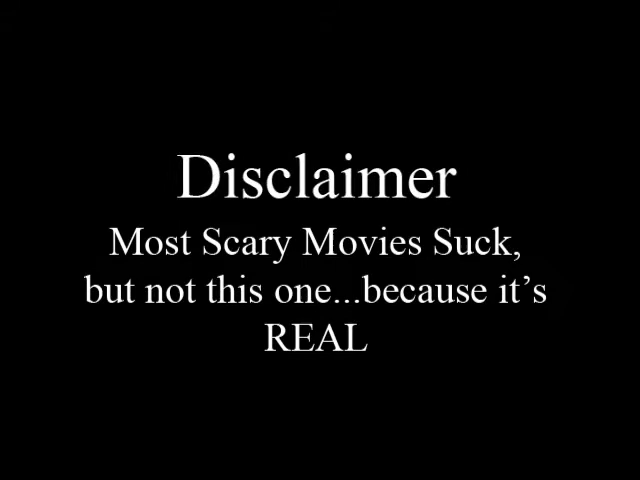 Disclaimer
Most Scary Movies Suck,
but not this one...because it’s
REAL